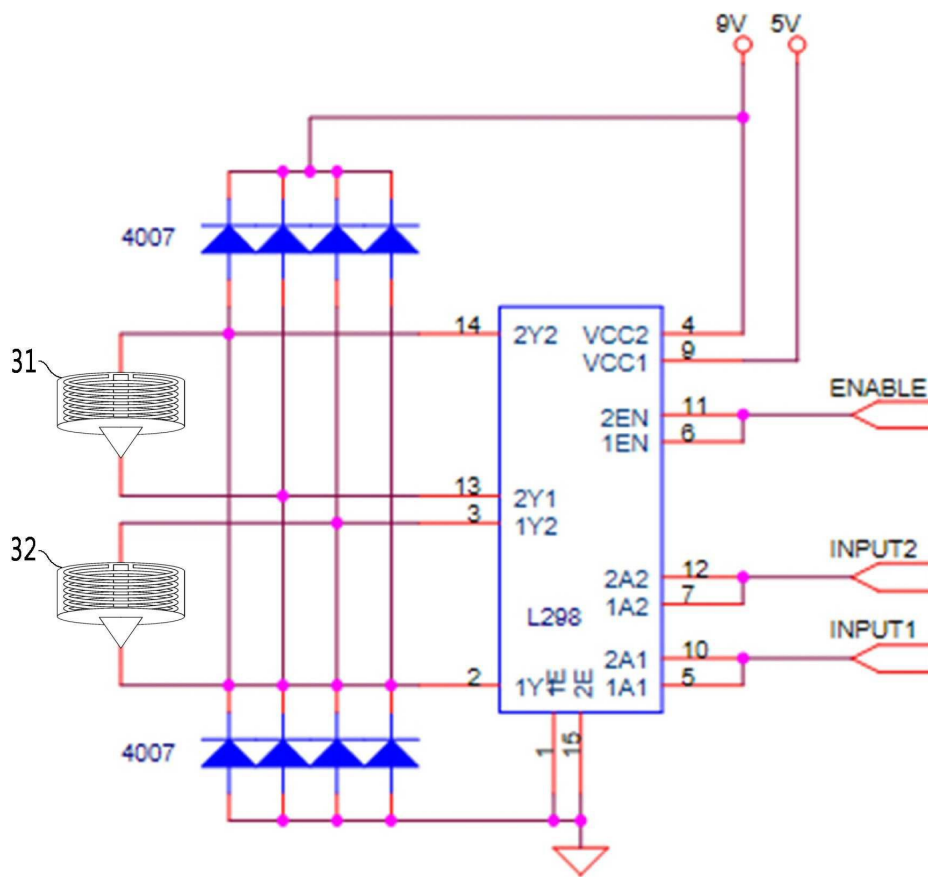 9V 5V
4007
31
14 2Y2 VCC2 4
VCC1 9
ENABLE
2EN 11
1EN 6
13 2Y1
3 1Y2
32
INPUT2
2A2 12
1A2 7
L298
INPUT1
2A1 10
2 1Y1 1A1 5
1E 2E
4007
1 15